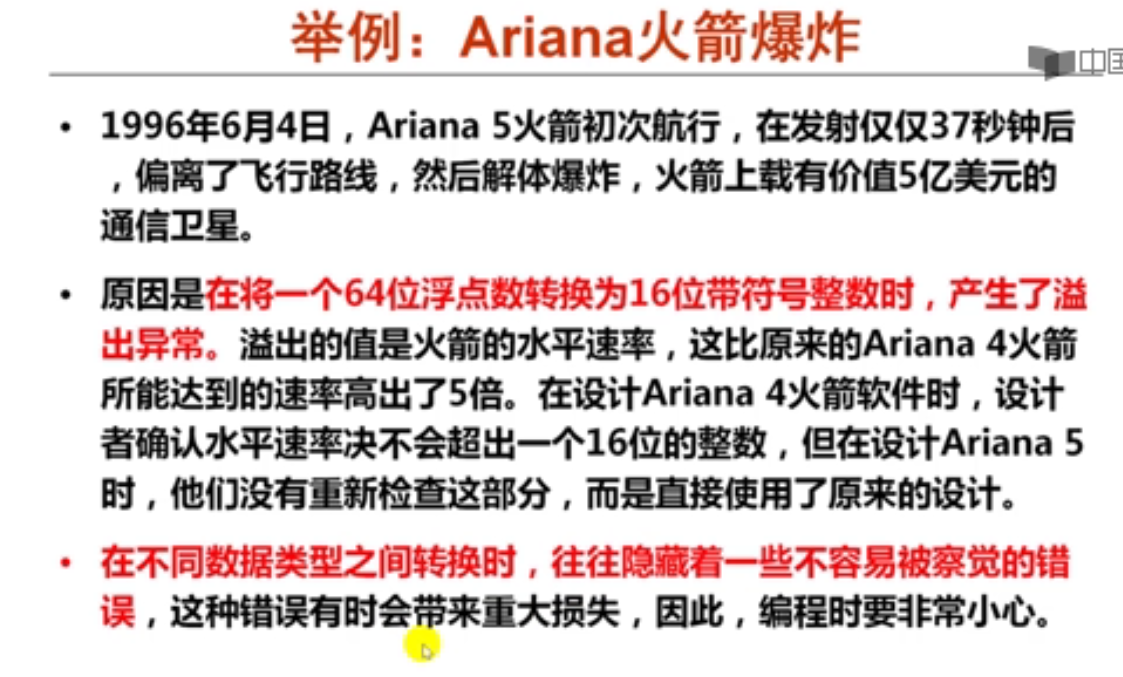 举例：Ariana火箭爆炸
中国
• 1996年6月4日，Ariana 5火箭初次航行，在发射仅仅37秒钟后
，偏离了飞行路线，然后解体爆炸，火箭上载有价值5亿美元的
通信卫星。
• 原因是在将一个64位浮点数转换为16位带符号整数时，产生了溢
出异常。溢出的值是火箭的水平速率，这比原来的Ariana 4火箭
所能达到的速率高出了5倍。在设计Ariana 4火箭软件时，设计
者确认水平速率决不会超出一个16位的整数，但在设计Ariana 5
时，他们没有重新检查这部分，而是直接使用了原来的设计。
• 在不同数据类型之间转换时，往往隐藏着一些不容易被察觉的错
误，这种错误有时会带来重大损失，因此，编程时要非常小心。